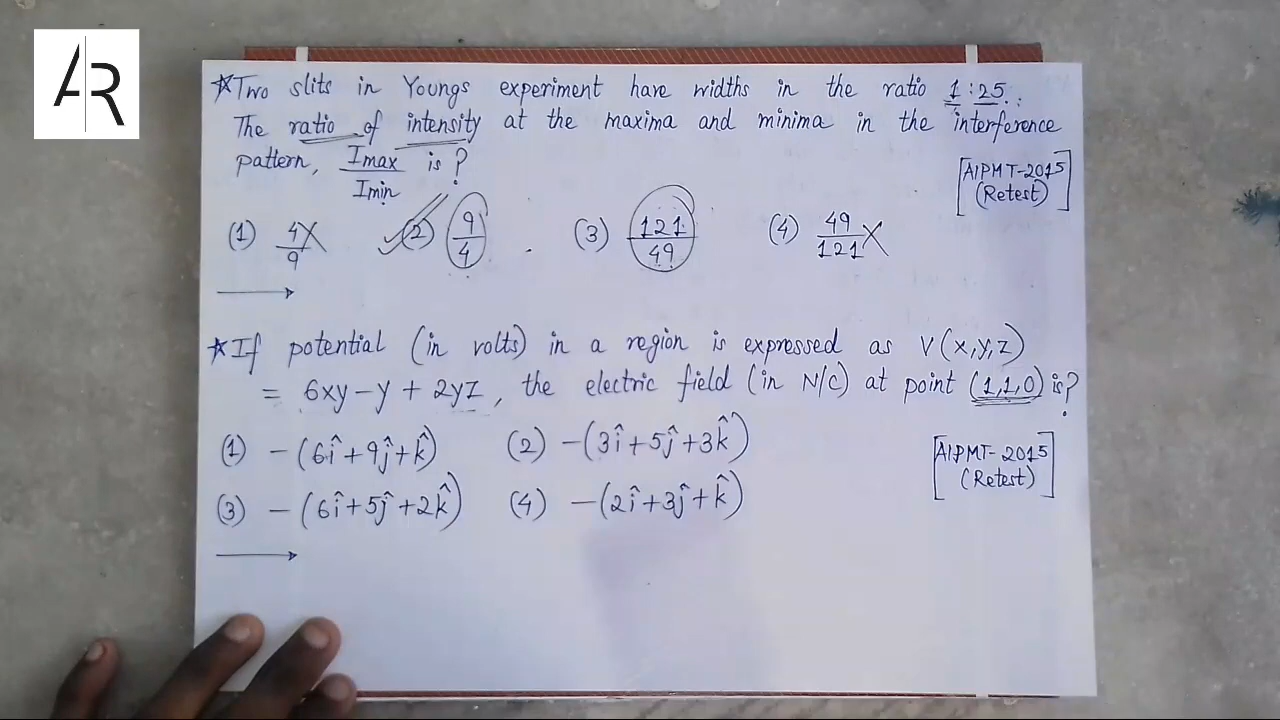 AR
*Two slits in Youngs experiment have widths in the ratio 1:25.
The ratio of intensity at the maxima and minima in the interference
pattern, Imax/Imin is?
[AIPMT-2015
(Retest)]
(1) 4/9 (2) 9/4 (3) 121/49 (4) 49/121
*If potential (in volts) in a region is expressed as V(x,y,z)
= 6xy - y + 2yz, the electric field (in N/C) at point (1,1,0) is?
(1) -(6î+9ĵ+k̂) (2) -(3î+5ĵ+3k̂)
[AIPMT-2015
(Retest)]
(3) -(6î+5ĵ+2k̂) (4) -(2î+3ĵ+k̂)